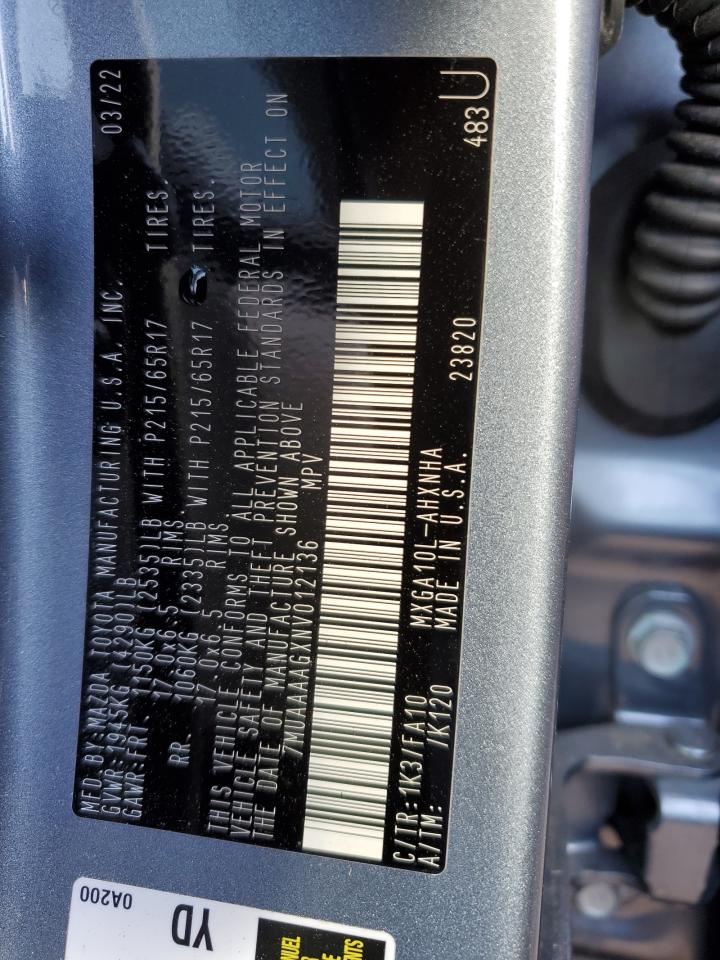 MFD.BY:MAZDA TOYOTA MANUFACTURING U.S.A. INC. 03/22
GVWR:1945KG(4290)LB
GAWR:FRT. 1150KG (2535)LB WITH P215/65R17 TIRES,
17.0x6.5 RIMS,
RR. 1060KG (2335)LB WITH P215/65R17 TIRES,
17.0x6.5 RIMS
THIS VEHICLE CONFORMS TO ALL APPLICABLE FEDERAL MOTOR
VEHICLE SAFETY AND THEFT PREVENTION STANDARDS IN EFFECT ON
THE DATE OF MANUFACTURE SHOWN ABOVE
7MUAAAAGXNV012136 MPV
C/TR:1K3/FA10 MXGA10L-AHXNHA
A/TM: /K120 MADE IN U.S.A. 23820 483 U
0A200
YD